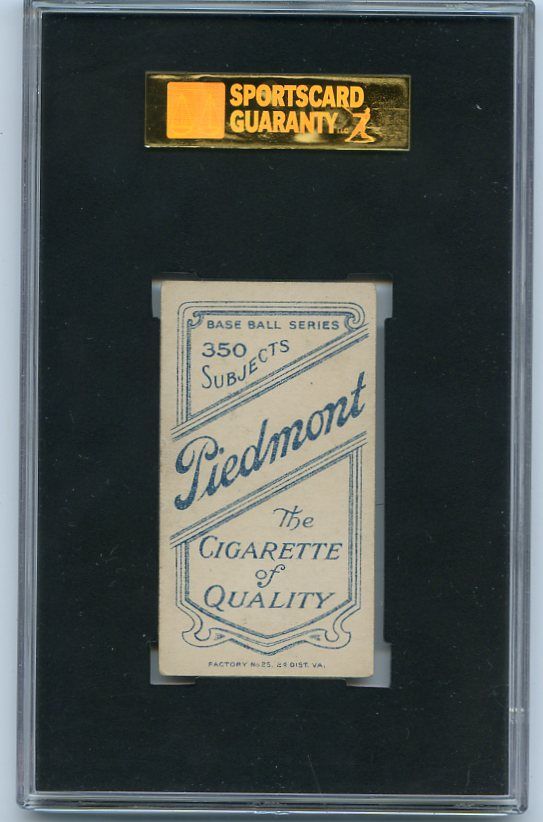 SPORTSCARD
GUARANTY LLC
BASE BALL SERIES
350
SUBJECTS
Piedmont
The
CIGARETTE
of
QUALITY
FACTORY No 25, 2d DIST. VA.